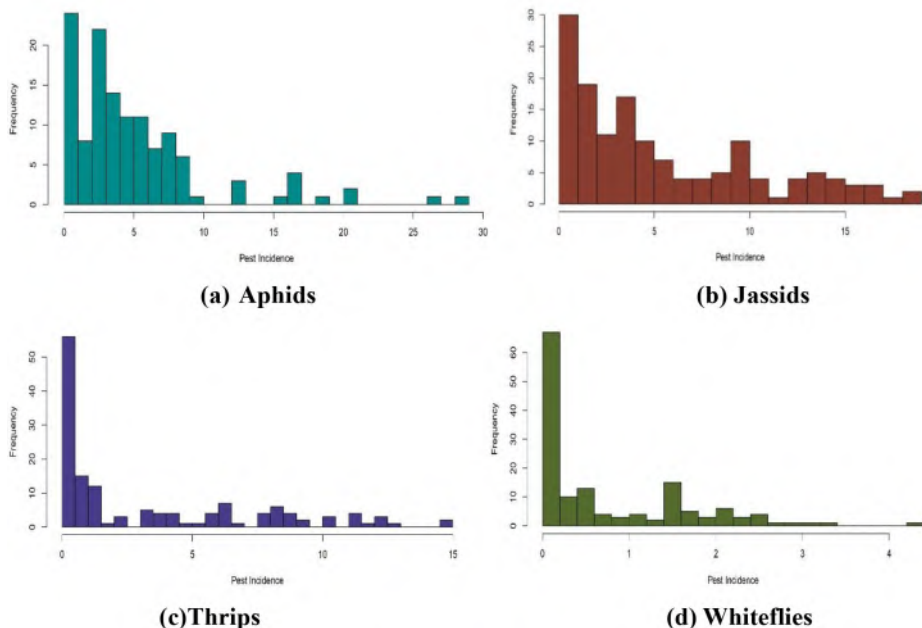 Frequency
20
15
10
5
0
0 5 10 15 20 25 30
Pest Incidence
(a) Aphids
Frequency
30
25
20
15
10
5
0
0 5 10 15
Pest Incidence
(b) Jassids
Frequency
50
40
30
20
10
0
0 5 10 15
Pest Incidence
(c)Thrips
Frequency
60
50
40
30
20
10
0
0 1 2 3 4
Pest Incidence
(d) Whiteflies